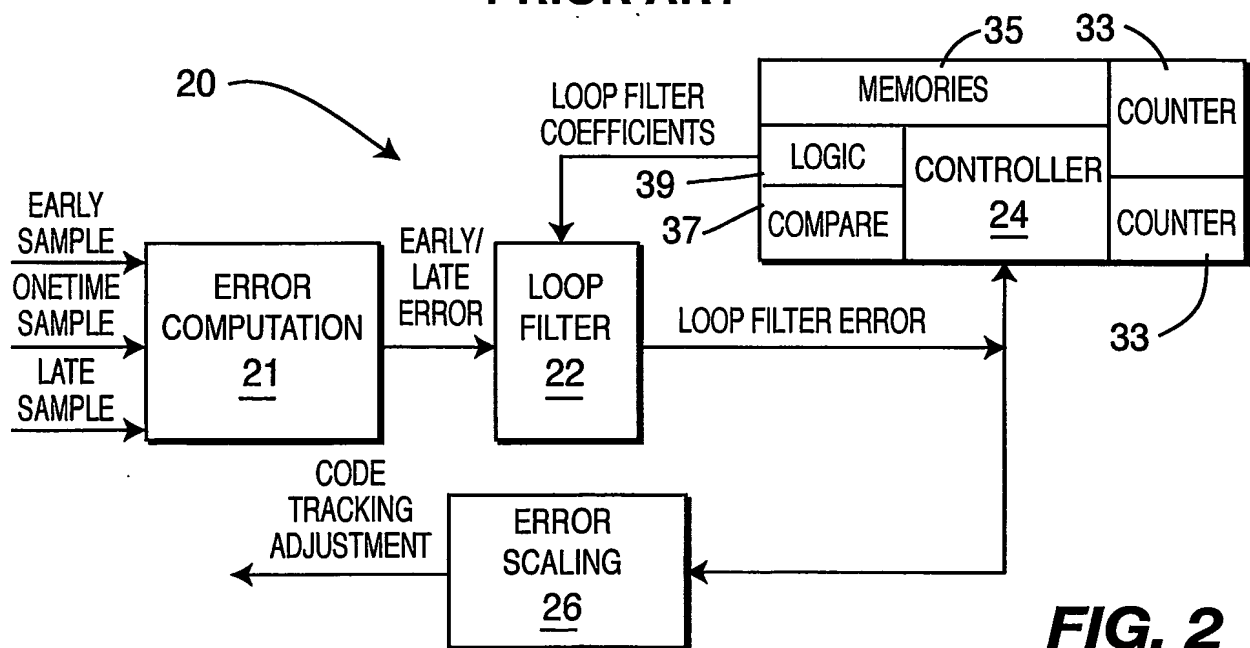 PRIOR ART
20
35
33
LOOP FILTER
COEFFICIENTS
MEMORIES
COUNTER
LOGIC
CONTROLLER
24
39
37
COMPARE
COUNTER
33
EARLY
SAMPLE
ONETIME
SAMPLE
LATE
SAMPLE
ERROR
COMPUTATION
21
EARLY/
LATE
ERROR
LOOP
FILTER
22
LOOP FILTER ERROR
CODE
TRACKING
ADJUSTMENT
ERROR
SCALING
26
FIG. 2